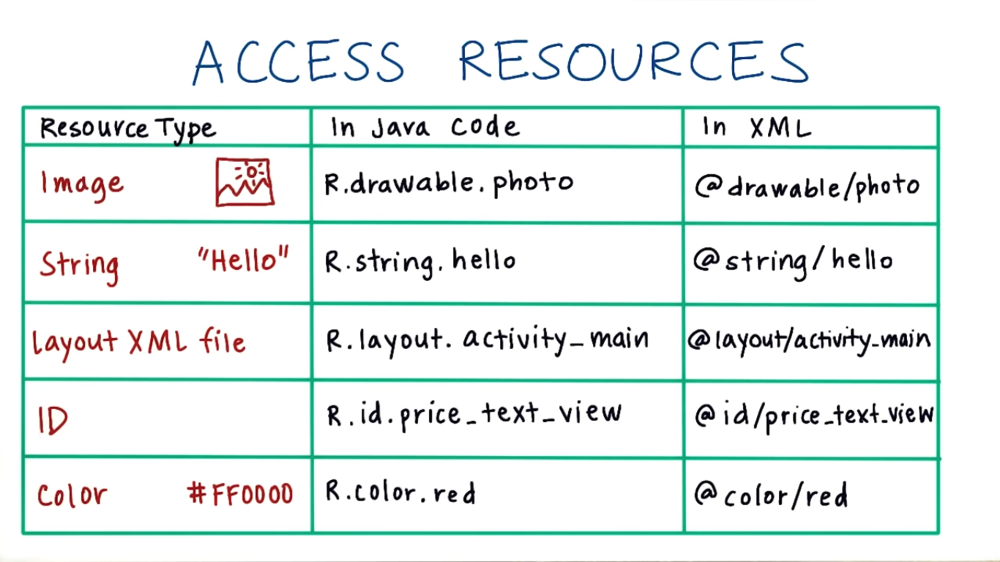 ACCESS RESOURCES
Resource Type In Java Code In XML
Image R.drawable.photo @drawable/photo
String "Hello" R.string.hello @string/hello
Layout XML file R.layout.activity_main @layout/activity_main
ID R.id.price_text_view @id/price_text_view
Color #FF0000 R.color.red @color/red